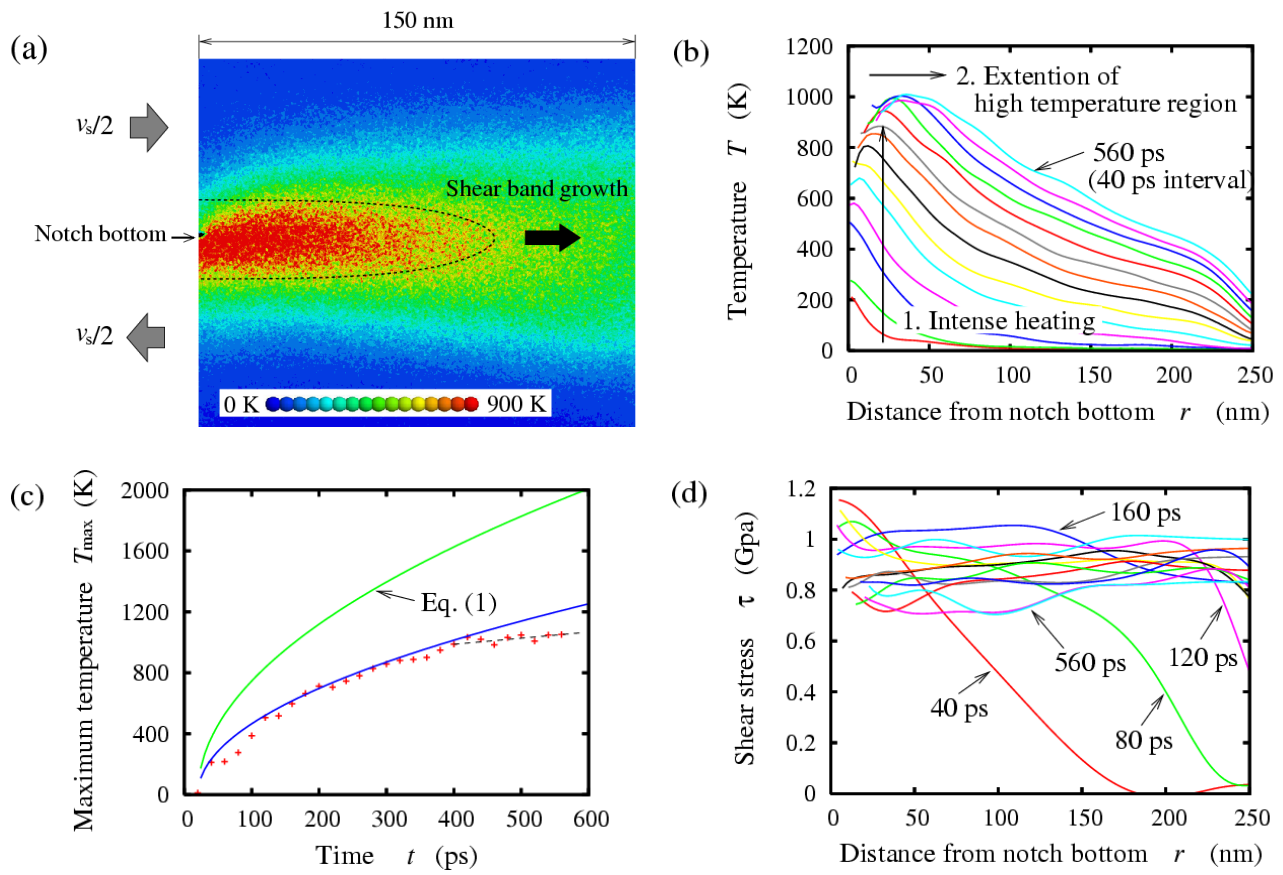 (a)
150 nm
vs/2
Shear band growth
Notch bottom
vs/2
0 K
900 K
(b)
Temperature T (K)
1200
1000
800
600
400
200
0
2. Extention of
high temperature region
560 ps
(40 ps interval)
1. Intense heating
0 50 100 150 200 250
Distance from notch bottom r (nm)
(c)
Maximum temperature Tmax (K)
2000
1600
1200
800
400
0
Eq. (1)
0 100 200 300 400 500 600
Time t (ps)
(d)
Shear stress τ (Gpa)
1.2
1
0.8
0.6
0.4
0.2
0
160 ps
560 ps
120 ps
40 ps
80 ps
0 50 100 150 200 250
Distance from notch bottom r (nm)